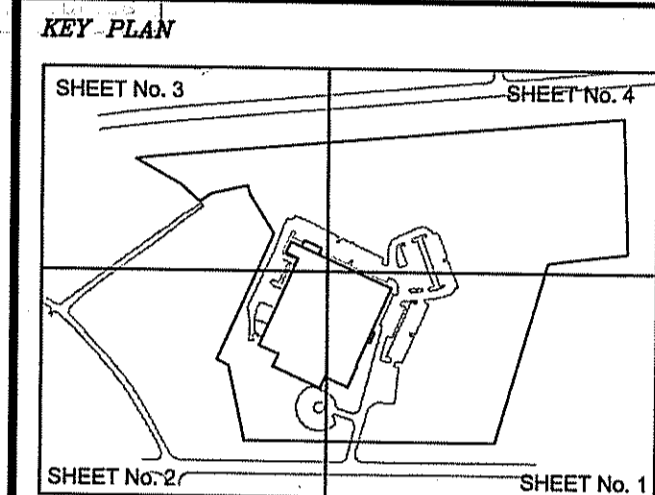 KEY PLAN
SHEET No. 3
SHEET No. 4
SHEET No. 2
SHEET No. 1